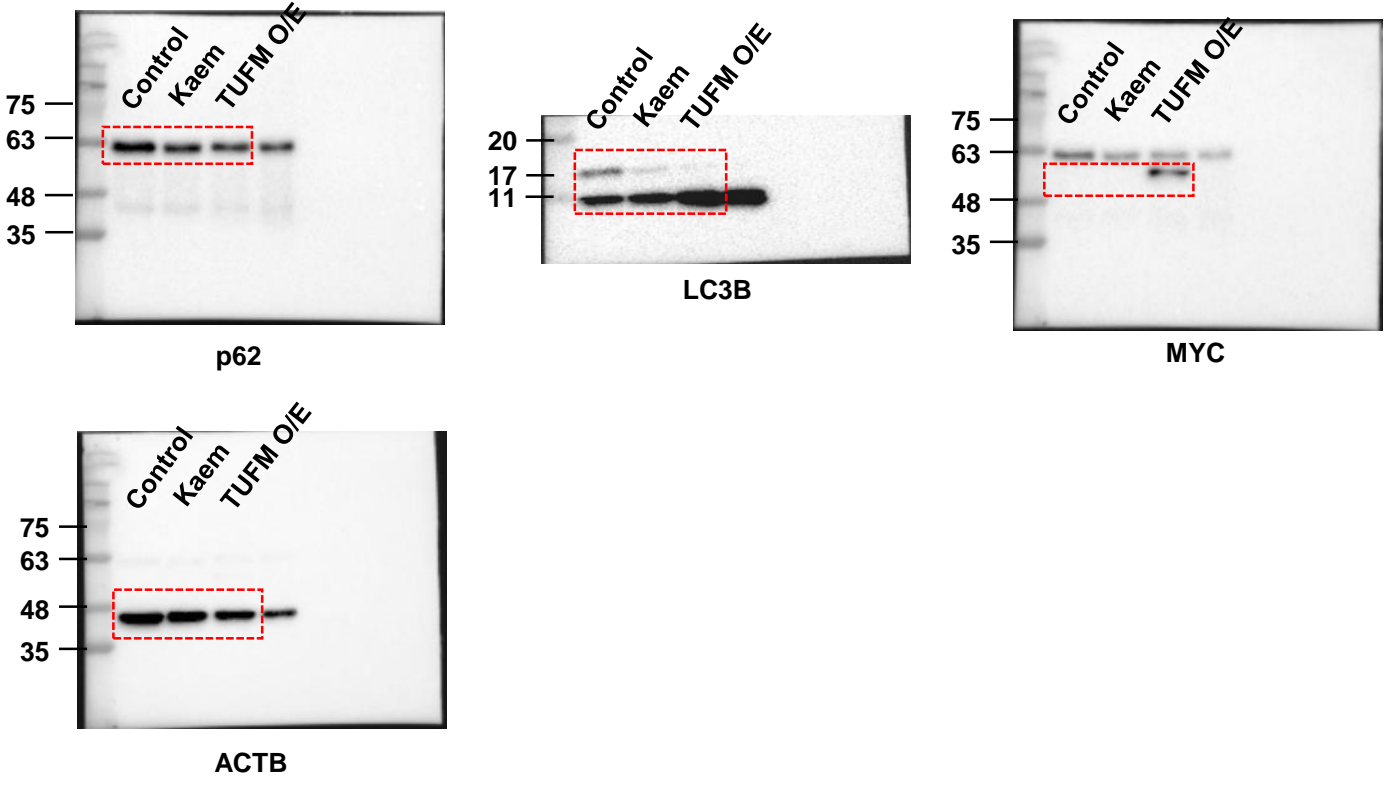 Control Kaem TUFM O/E
75
63
48
35
p62
Control Kaem TUFM O/E
20
17
11
LC3B
Control Kaem TUFM O/E
75
63
48
35
MYC
Control Kaem TUFM O/E
75
63
48
35
ACTB